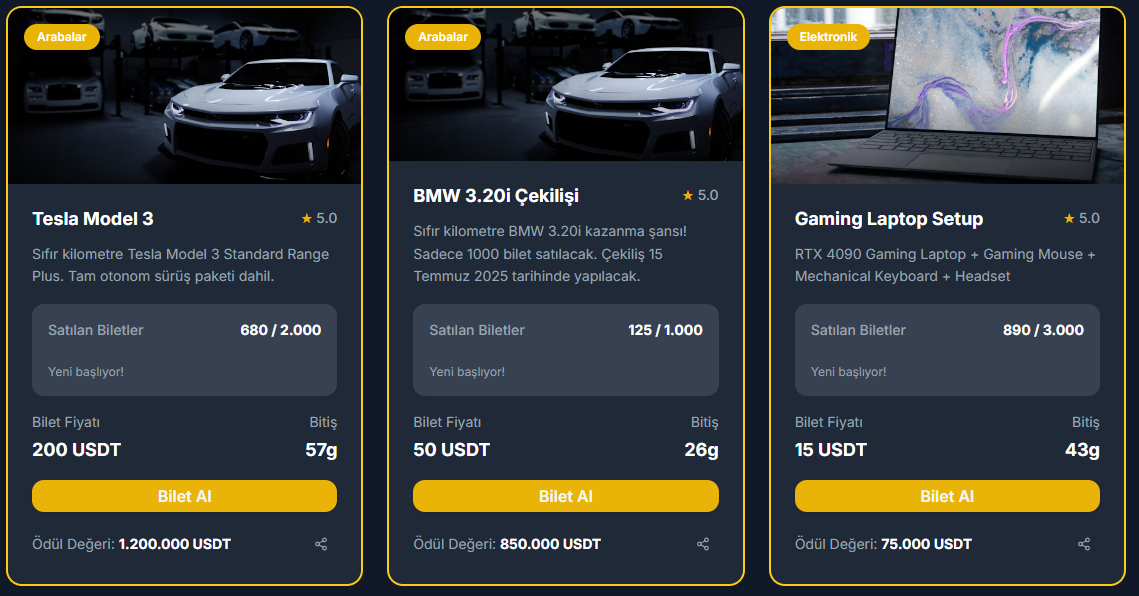 Arabalar
Tesla Model 3
★ 5.0
Sıfır kilometre Tesla Model 3 Standard Range
Plus. Tam otonom sürüş paketi dahil.
Satılan Biletler 680 / 2.000
Yeni başlıyor!
Bilet Fiyatı Bitiş
200 USDT 57g
Bilet Al
Ödül Değeri: 1.200.000 USDT
Arabalar
BMW 3.20i Çekilişi
★ 5.0
Sıfır kilometre BMW 3.20i kazanma şansı!
Sadece 1000 bilet satılacak. Çekiliş 15
Temmuz 2025 tarihinde yapılacak.
Satılan Biletler 125 / 1.000
Yeni başlıyor!
Bilet Fiyatı Bitiş
50 USDT 26g
Bilet Al
Ödül Değeri: 850.000 USDT
Elektronik
Gaming Laptop Setup
★ 5.0
RTX 4090 Gaming Laptop + Gaming Mouse +
Mechanical Keyboard + Headset
Satılan Biletler 890 / 3.000
Yeni başlıyor!
Bilet Fiyatı Bitiş
15 USDT 43g
Bilet Al
Ödül Değeri: 75.000 USDT